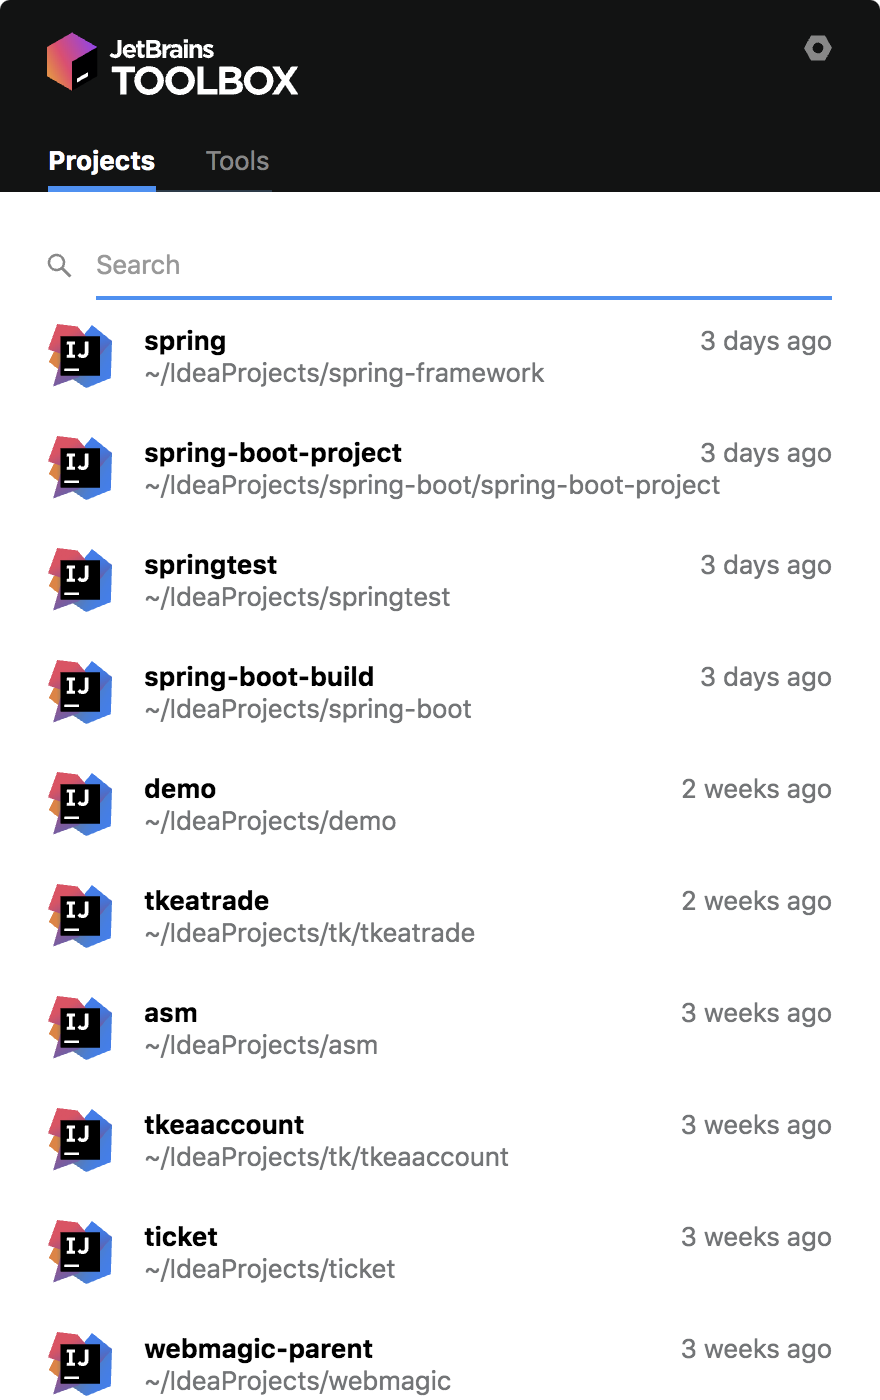 JetBrains
TOOLBOX
Projects Tools
Search
IJ spring 3 days ago
~/IdeaProjects/spring-framework
IJ spring-boot-project 3 days ago
~/IdeaProjects/spring-boot/spring-boot-project
IJ springtest 3 days ago
~/IdeaProjects/springtest
IJ spring-boot-build 3 days ago
~/IdeaProjects/spring-boot
IJ demo 2 weeks ago
~/IdeaProjects/demo
IJ tkeatrade 2 weeks ago
~/IdeaProjects/tk/tkeatrade
IJ asm 3 weeks ago
~/IdeaProjects/asm
IJ tkeaaccount 3 weeks ago
~/IdeaProjects/tk/tkeaaccount
IJ ticket 3 weeks ago
~/IdeaProjects/ticket
IJ webmagic-parent 3 weeks ago
~/IdeaProjects/webmagic